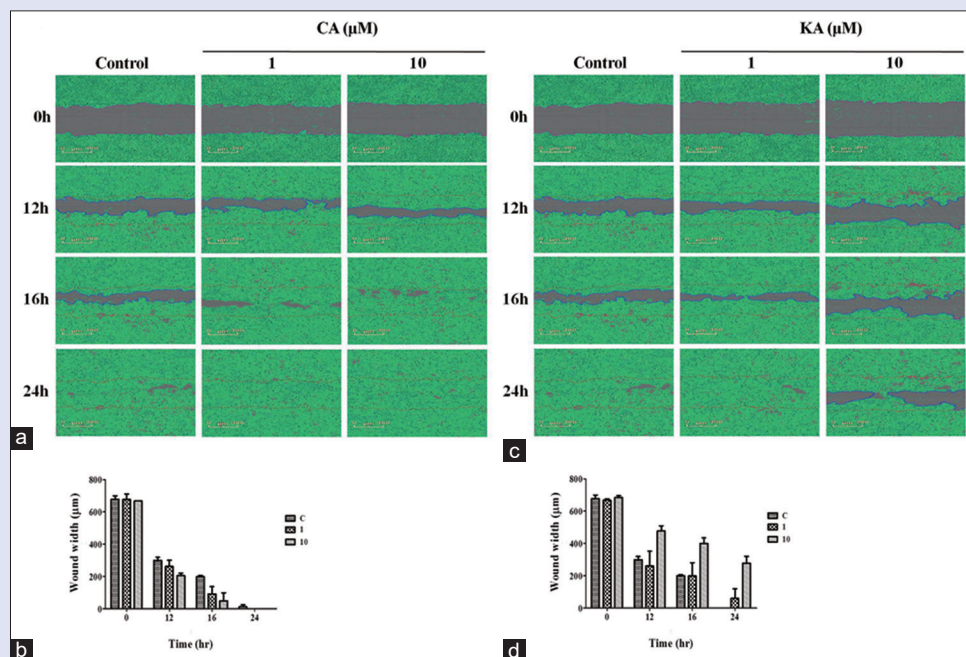 CA (µM)
Control 1 10
0h
12h
16h
24h
a
KA (µM)
Control 1 10
0h
12h
16h
24h
c
Wound width (µm)
800
600
400
200
0
0 12 16 24
Time (hr)
C
1
10
b
Wound width (µm)
800
600
400
200
0
0 12 16 24
Time (hr)
C
1
10
d